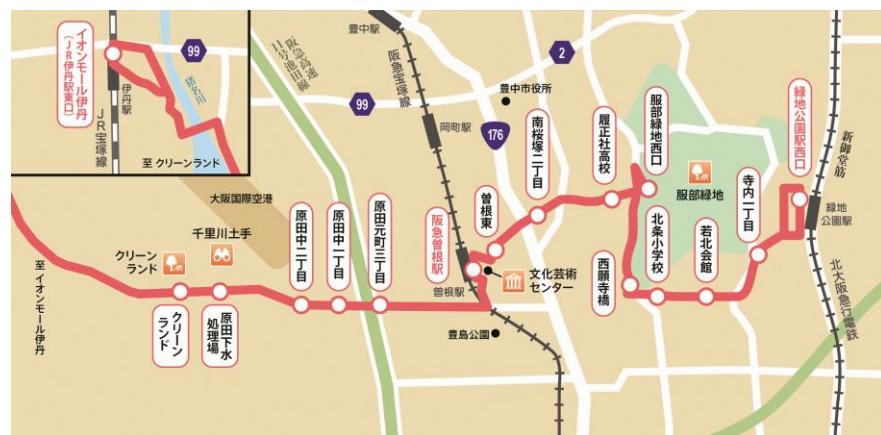 イオンモール伊丹
(JR伊丹駅東口)
伊丹駅
JR宝塚線
99
猪名川
至 クリーンランド
阪急高速
11号池田線
豊中駅
阪急宝塚線
99
2
豊中市役所
岡町駅
176
南桜塚二丁目
履正社高校
服部緑地西口
服部緑地
緑地公園駅西口
新御堂筋
緑地
公園駅
北大阪急行電鉄
寺内一丁目
若北会館
北条小学校
西願寺橋
曽根東
阪急曽根駅
曽根駅
文化芸術
センター
豊島公園
大阪国際空港
千里川土手
クリーン
ランド
原田中二丁目
原田中一丁目
原田元町三丁目
至 イオンモール伊丹
クリーン
ランド
原田下水
処理場